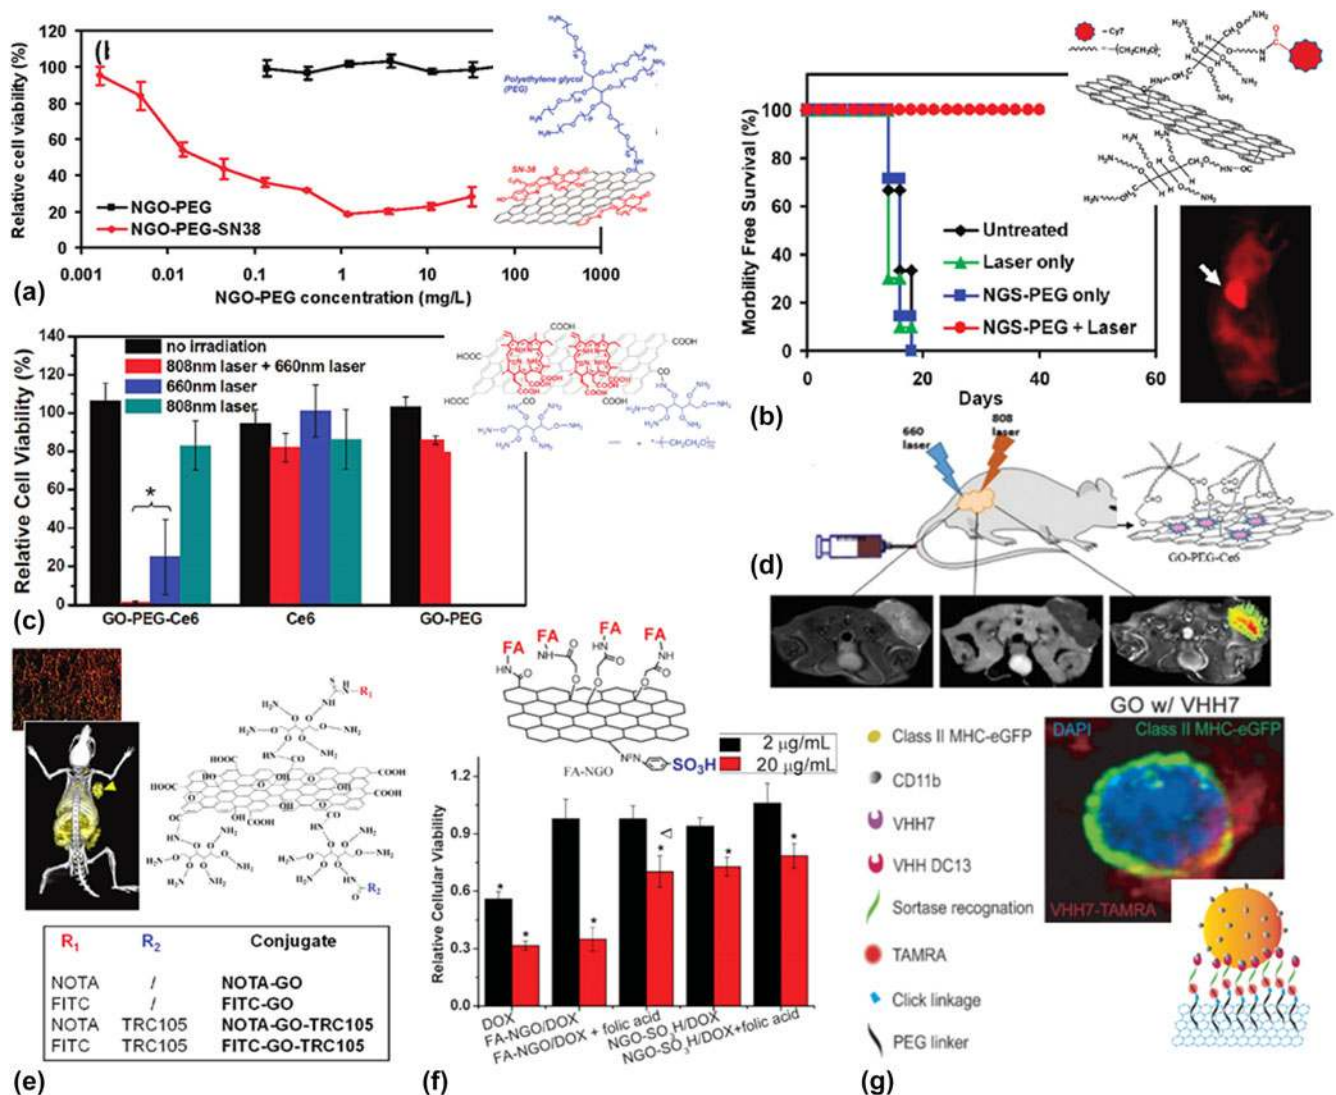 120
100
80
60
40
20
0
Relative cell viability (%)
NGO-PEG
NGO-PEG-SN38
0.001 0.01 0.1 1 10 100 1000
NGO-PEG concentration (mg/L)
Polyethylene glycol
(PEG)
SN-38
(a)
100
80
60
40
20
0
Morbility Free Survival (%)
Untreated
Laser only
NGS-PEG only
NGS-PEG + Laser
0 20 40 60
Days
= Cy7
(b)
140
120
100
80
60
40
20
0
Relative Cell Viability (%)
no irradiation
808nm laser + 660nm laser
660nm laser
808nm laser
*
GO-PEG-Ce6 Ce6 GO-PEG
HOOC COOH
(c)
660
laser
808
laser
GO-PEG-Ce6
(d)
R1
R2
R1 R2 Conjugate
NOTA / NOTA-GO
FITC / FITC-GO
NOTA TRC105 NOTA-GO-TRC105
FITC TRC105 FITC-GO-TRC105
(e)
FA FA FA FA
SO3H
FA-NGO
2 μg/mL
20 μg/mL
1.2
0.9
0.6
0.3
0.0
Relative Cellular Viability
DOX
FA-NGO/DOX
FA-NGO/DOX + folic acid
NGO-SO3H/DOX
NGO-SO3H/DOX+folic acid
(f)
GO w/ VHH7
DAPI Class II MHC-eGFP
VHH7-TAMRA
Class II MHC-eGFP
CD11b
VHH7
VHH DC13
Sortase recognation
TAMRA
Click linkage
PEG linker
(g)